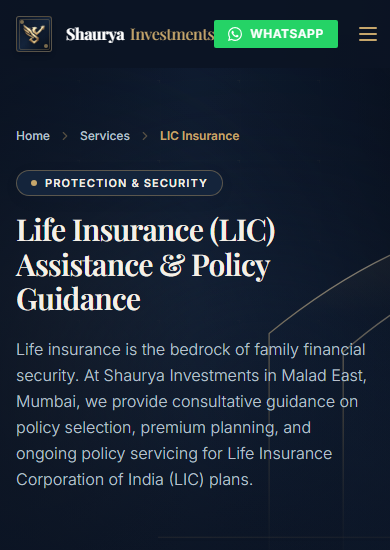 Shaurya Investments
WHATSAPP
Home
Services
LIC Insurance
PROTECTION & SECURITY
Life Insurance (LIC)
Assistance & Policy
Guidance
Life insurance is the bedrock of family financial
security. At Shaurya Investments in Malad East,
Mumbai, we provide consultative guidance on
policy selection, premium planning, and
ongoing policy servicing for Life Insurance
Corporation of India (LIC) plans.